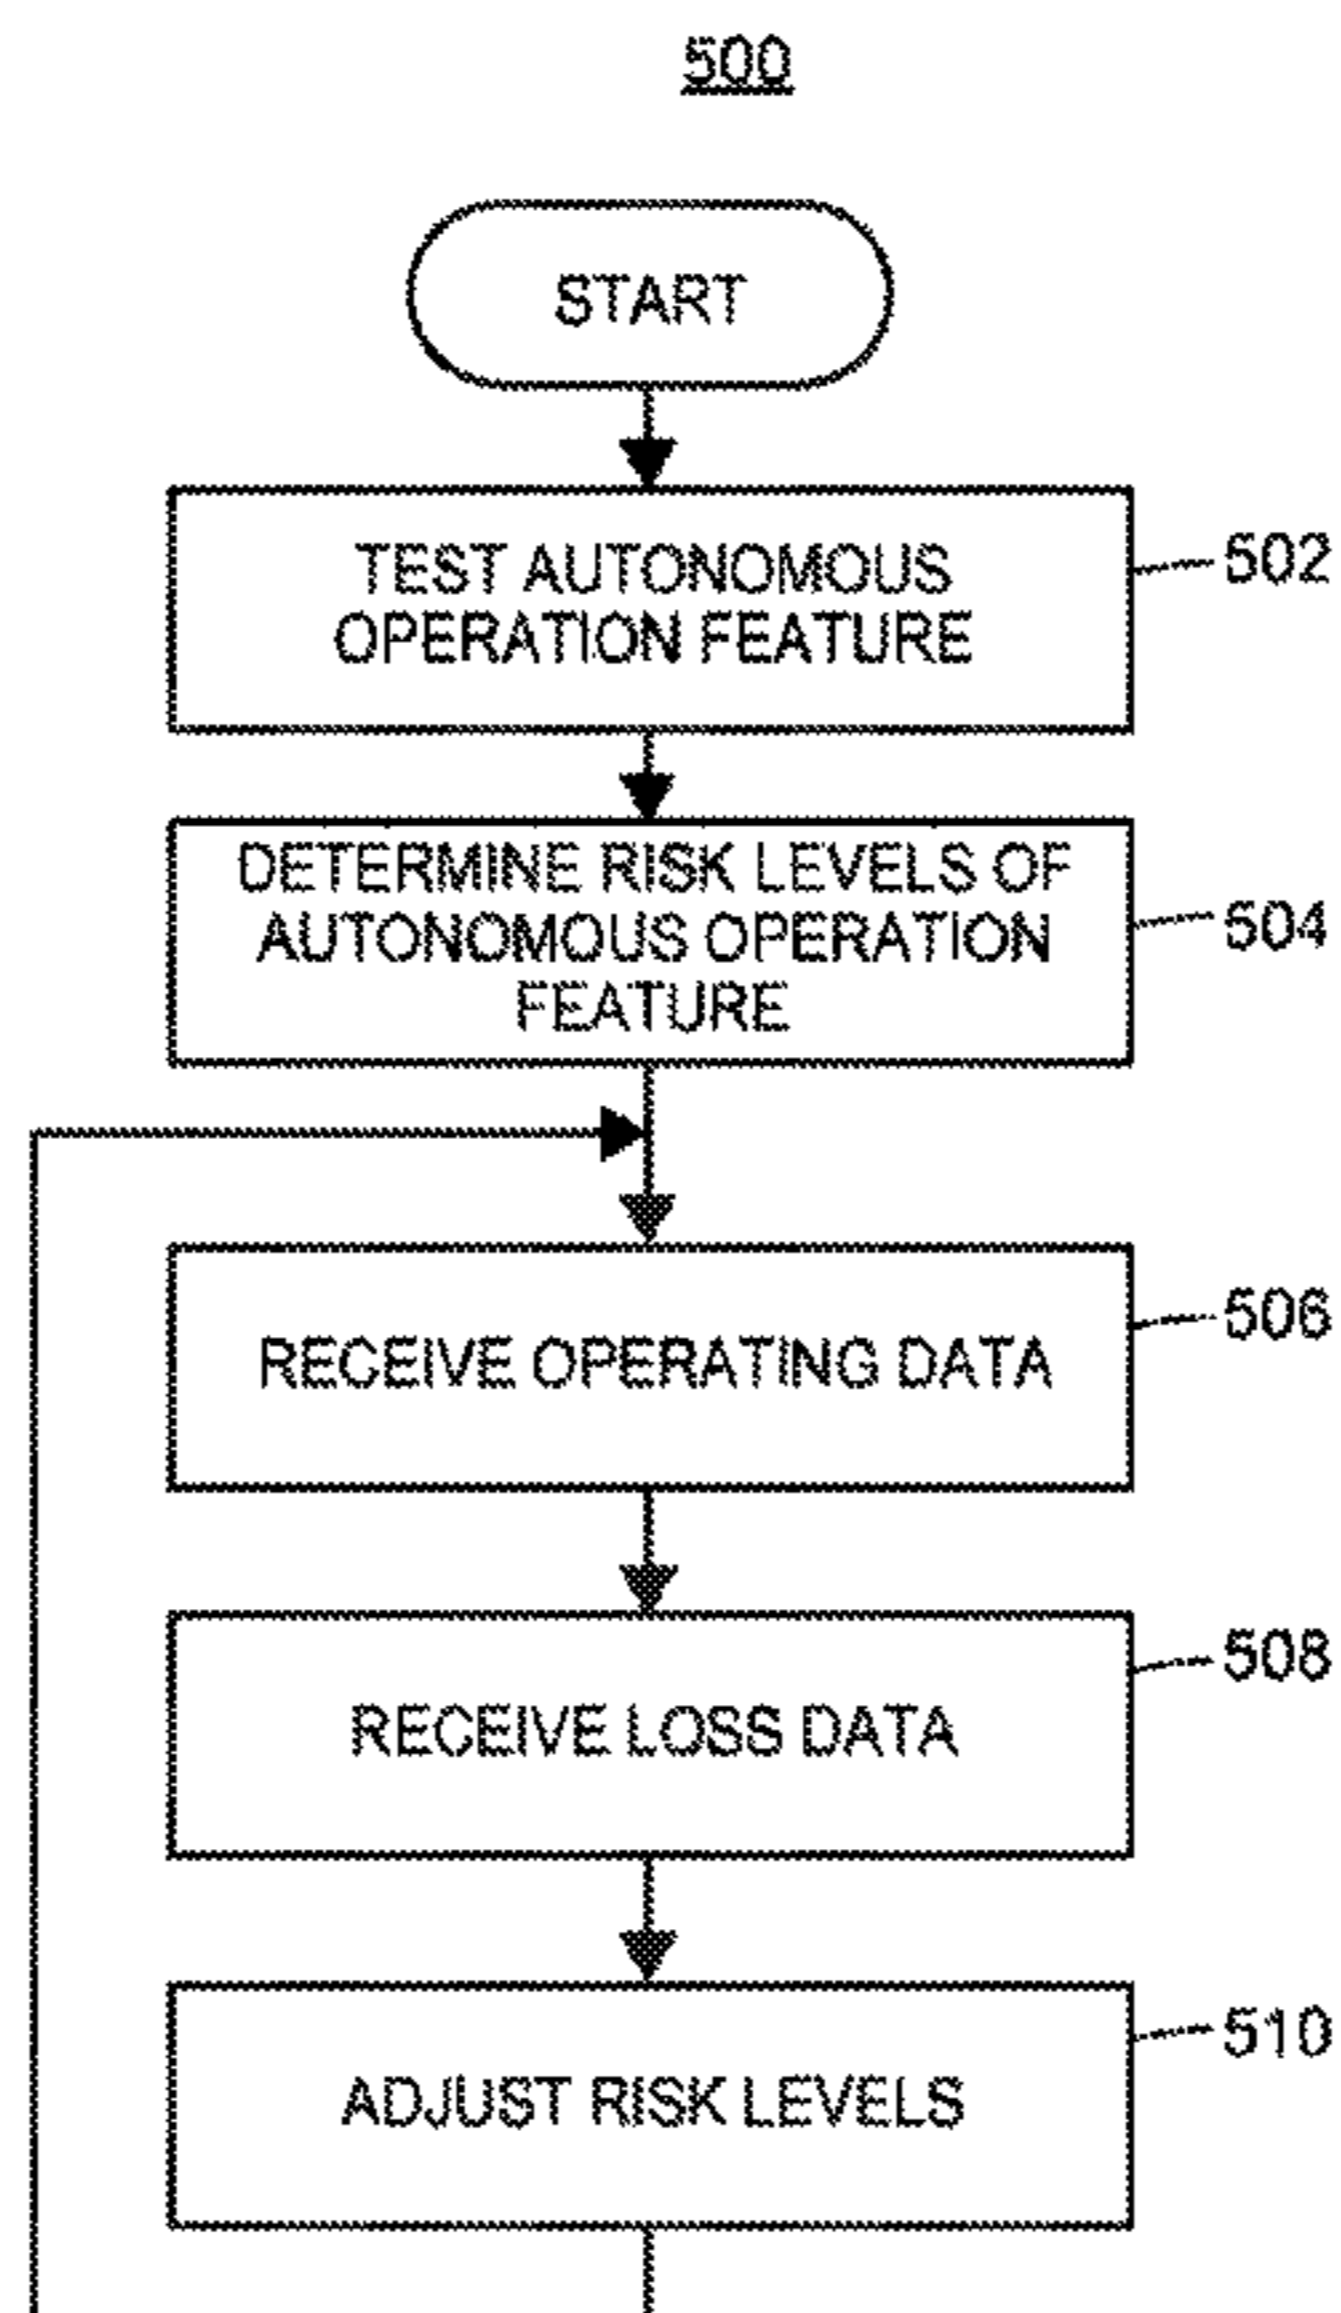 500
START
TEST AUTONOMOUS
OPERATION FEATURE
502
DETERMINE RISK LEVELS OF
AUTONOMOUS OPERATION
FEATURE
504
RECEIVE OPERATING DATA
506
RECEIVE LOSS DATA
508
ADJUST RISK LEVELS
510